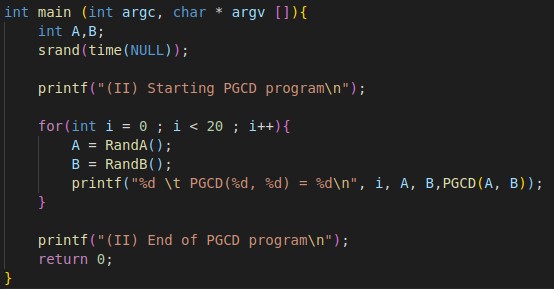 int main (int argc, char * argv []){
    int A,B;
    srand(time(NULL));

    printf("(II) Starting PGCD program\n");

    for(int i = 0 ; i < 20 ; i++){
        A = RandA();
        B = RandB();
        printf("%d \t PGCD(%d, %d) = %d\n", i, A, B,PGCD(A, B));
    }

    printf("(II) End of PGCD program\n");
    return 0;
}